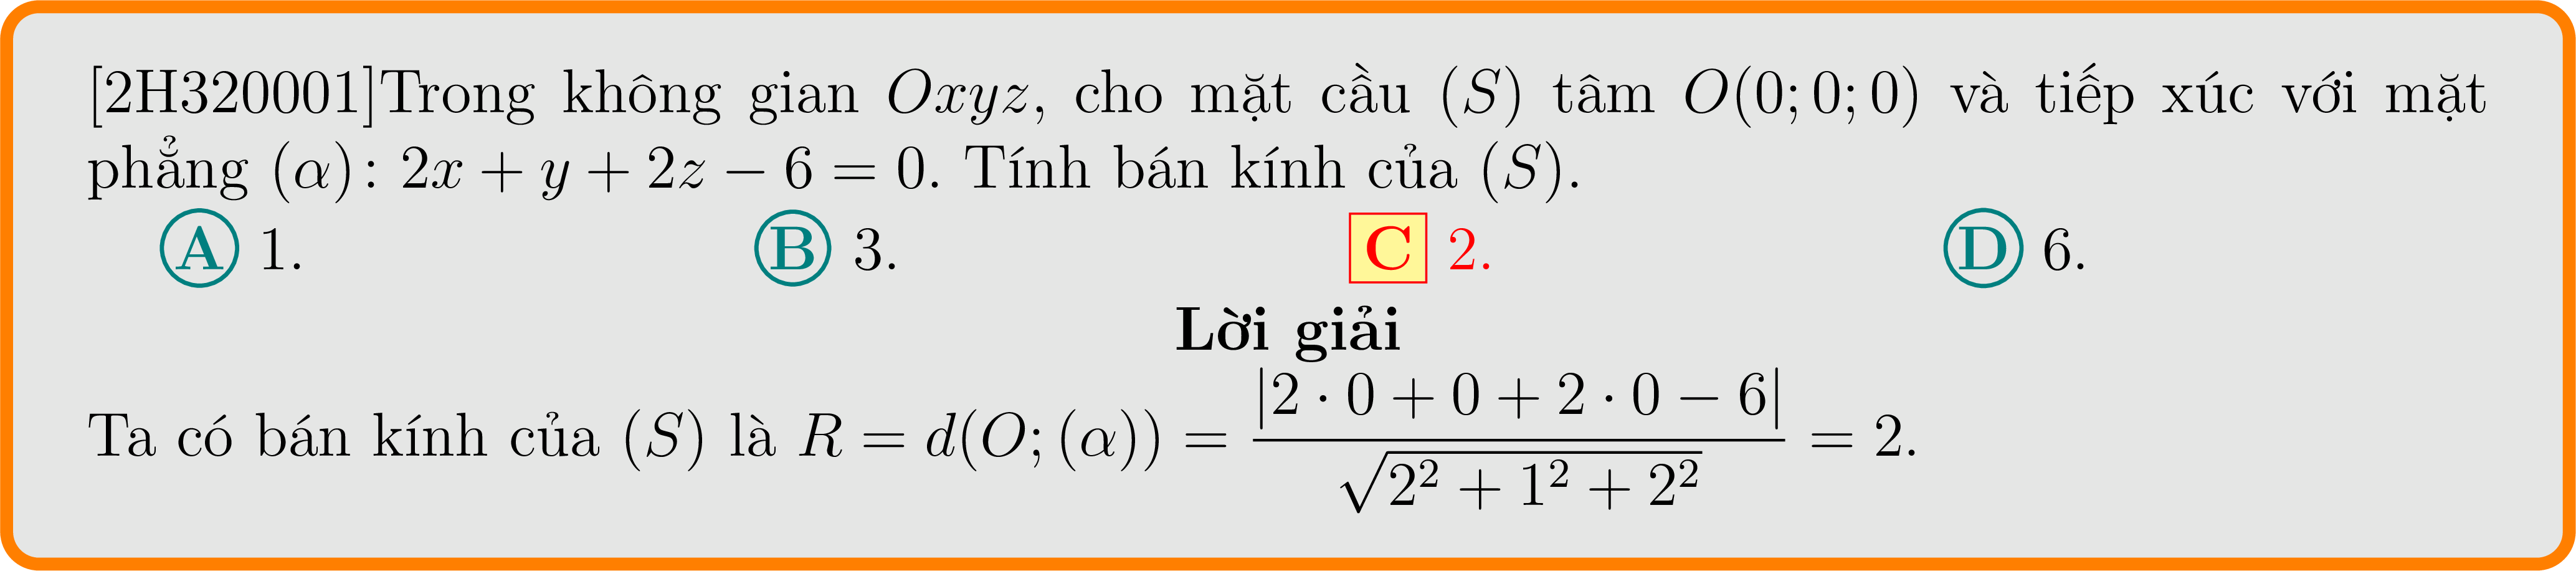 [2H320001]Trong không gian $Oxyz$, cho mặt cầu $(S)$ tâm $O(0; 0; 0)$ và tiếp xúc với mặt
phẳng $(\alpha)$: $2x + y + 2z - 6 = 0$. Tính bán kính của $(S)$.
A 1. B 3. C 2. D 6.
Lời giải
Ta có bán kính của $(S)$ là $R = d(O; (\alpha)) = \frac{|2 \cdot 0 + 0 + 2 \cdot 0 - 6|}{\sqrt{2^2 + 1^2 + 2^2}} = 2.$